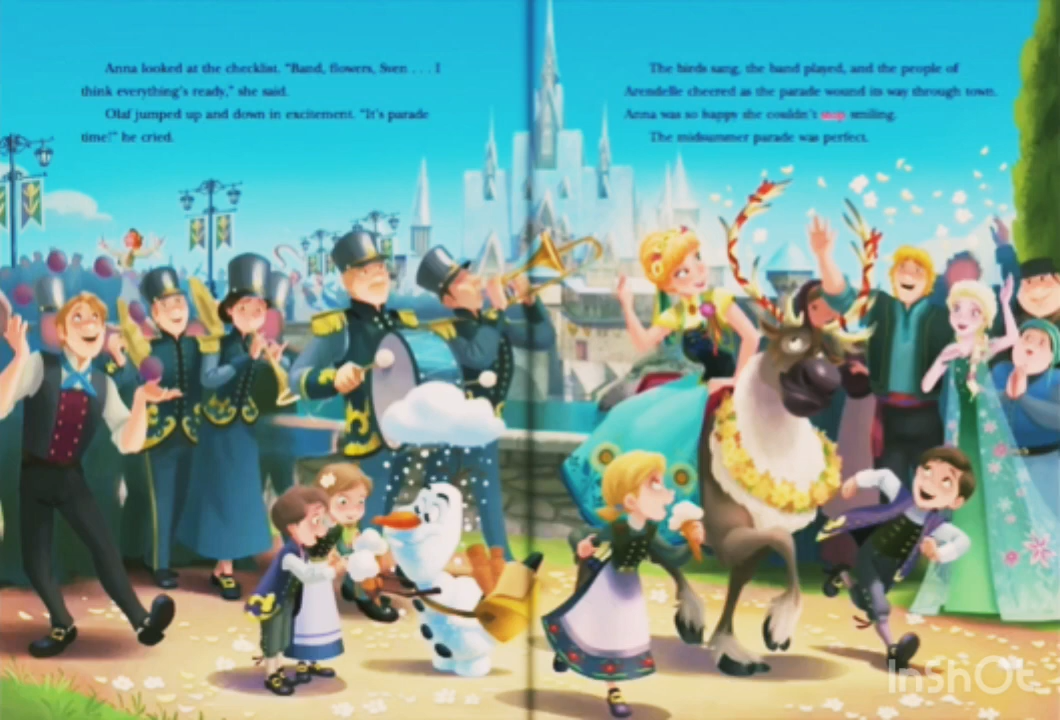 Anna looked at the checklist. "Band, flowers, Sven . . . I
think everything's ready," she said.
Olaf jumped up and down in excitement. "It's parade
time!" he cried.
The birds sang, the band played, and the people of
Arendelle cheered as the parade wound its way through town.
Anna was so happy she couldn't stop smiling.
The midsummer parade was perfect.
InShOt